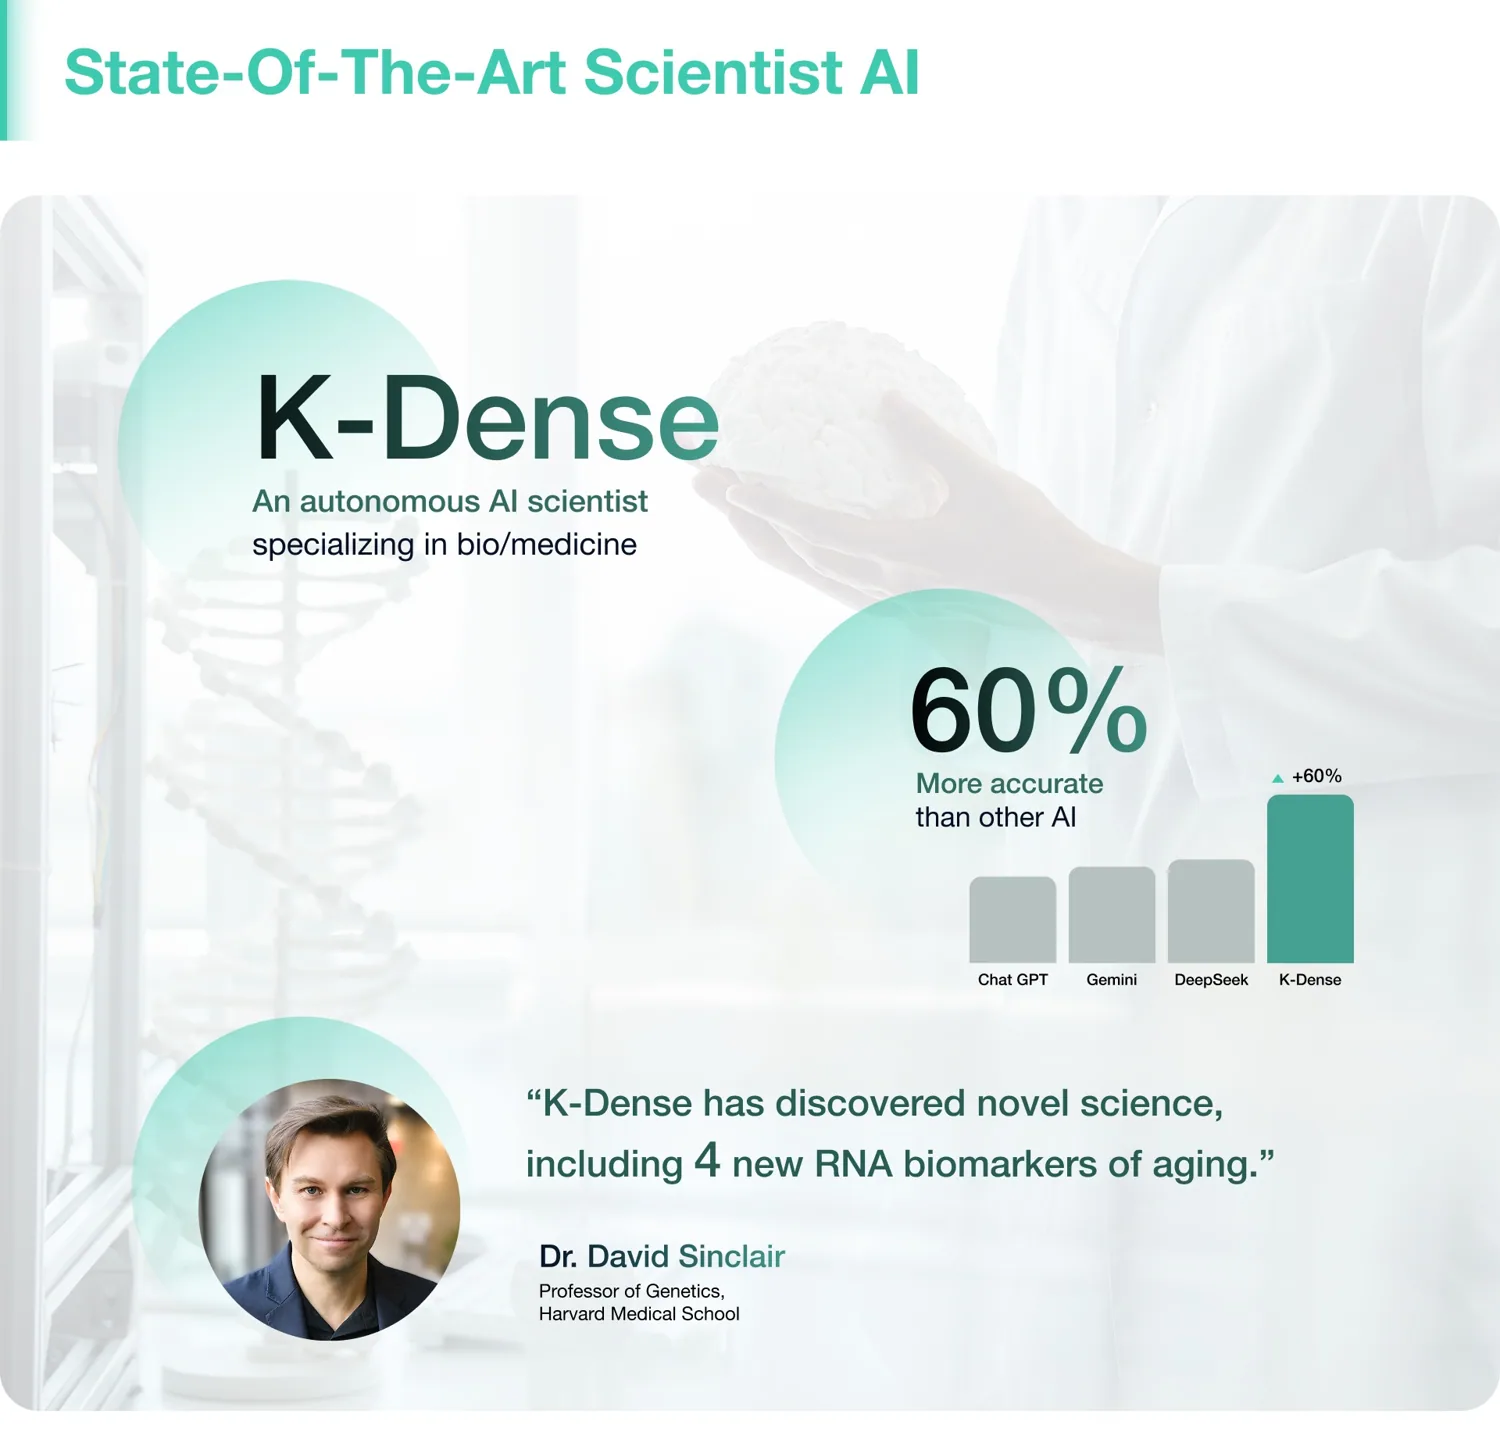 State-Of-The-Art Scientist AI
K-Dense
An autonomous AI scientist
specializing in bio/medicine
60%
More accurate
than other AI
+60%
Chat GPT
Gemini
DeepSeek
K-Dense
“K-Dense has discovered novel science,
including 4 new RNA biomarkers of aging.”
Dr. David Sinclair
Professor of Genetics,
Harvard Medical School